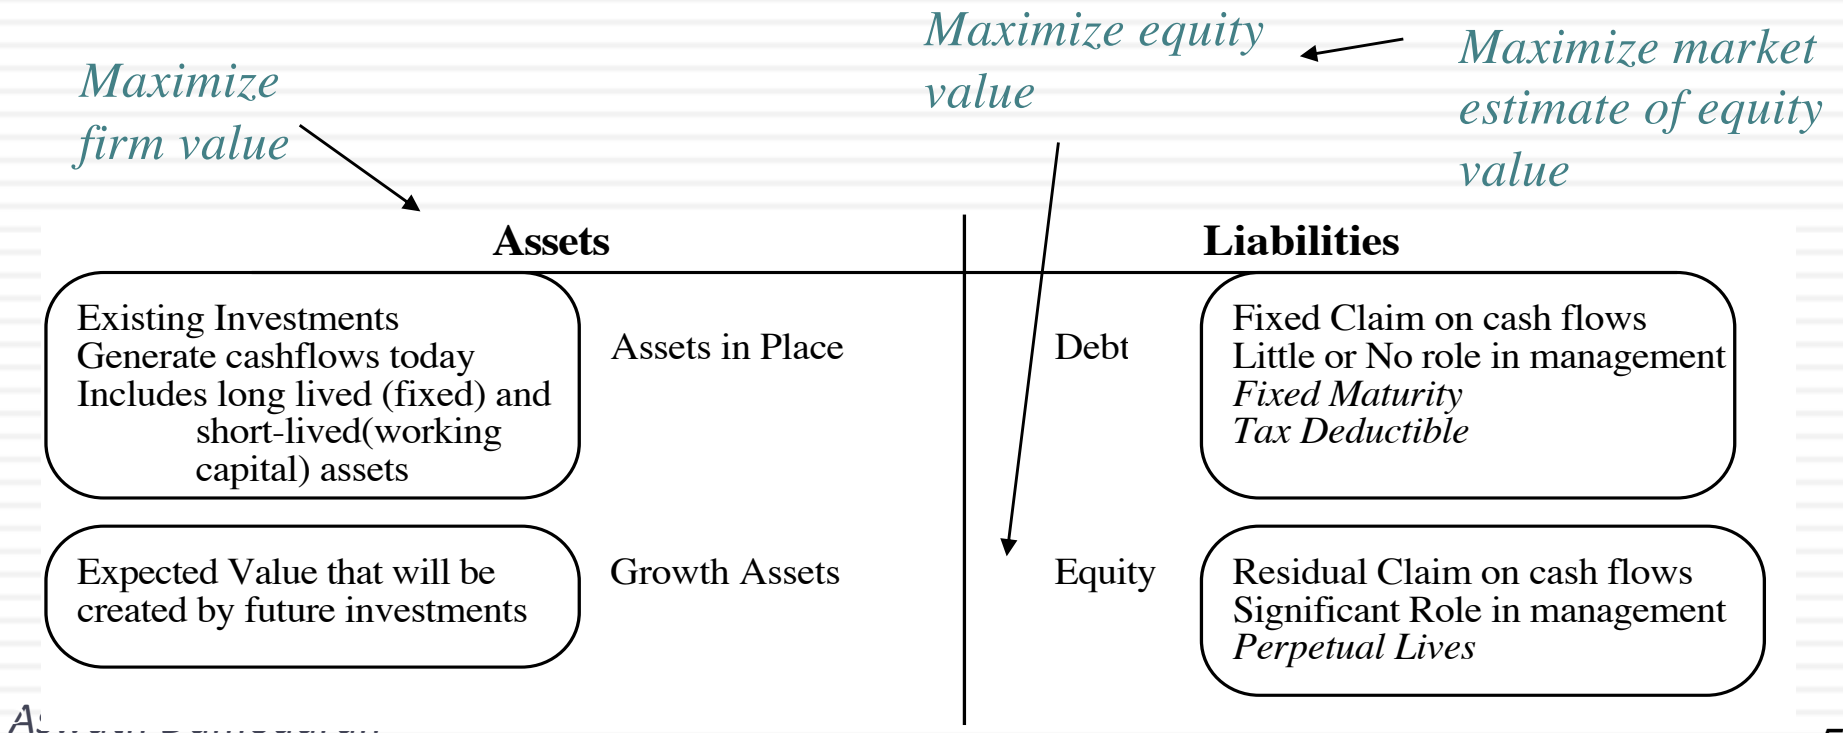 Maximize
firm value
Maximize equity
value
Maximize market
estimate of equity
value
Assets
Liabilities
Existing Investments
Generate cashflows today
Includes long lived (fixed) and
short-lived(working
capital) assets
Assets in Place
Debt
Fixed Claim on cash flows
Little or No role in management
Fixed Maturity
Tax Deductible
Expected Value that will be
created by future investments
Growth Assets
Equity
Residual Claim on cash flows
Significant Role in management
Perpetual Lives